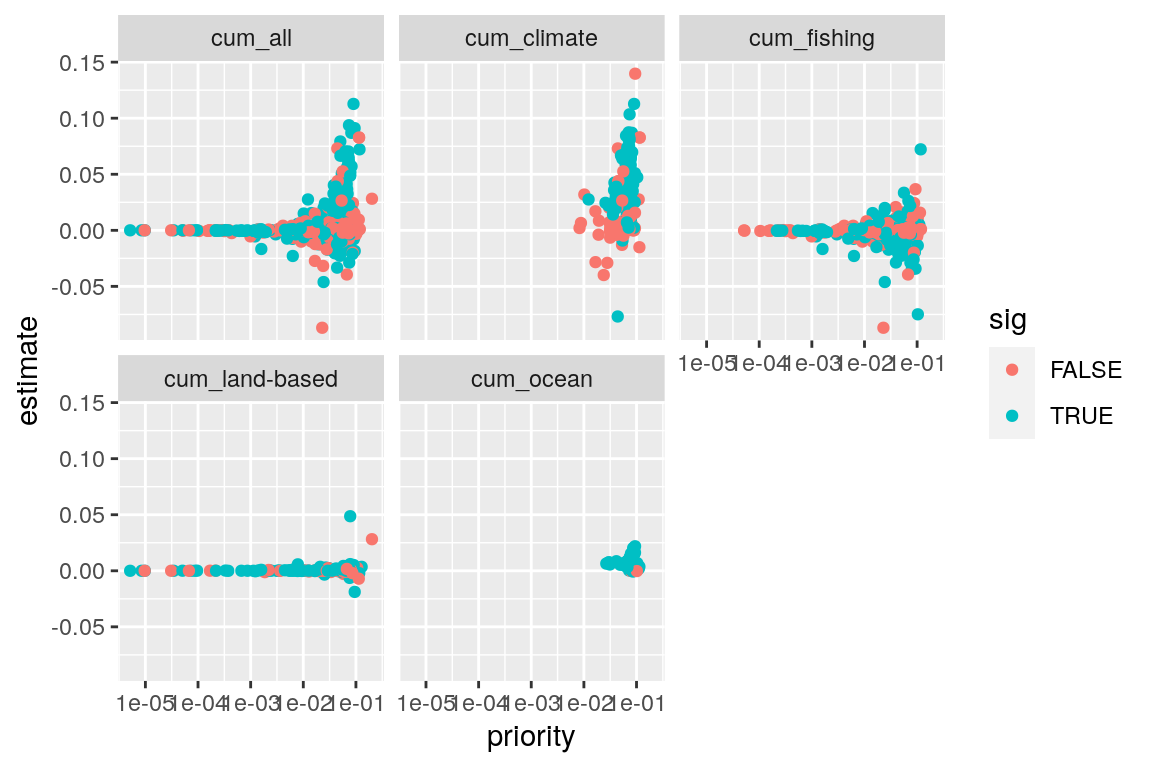 cum_all cum_climate cum_fishing
0.15
0.10
0.05
0.00
-0.05
1e-05 1e-04 1e-03 1e-02 1e-01
cum_land-based cum_ocean
0.15
0.10
0.05
0.00
-0.05
1e-05 1e-04 1e-03 1e-02 1e-01 1e-05 1e-04 1e-03 1e-02 1e-01
priority
estimate
sig
FALSE
TRUE